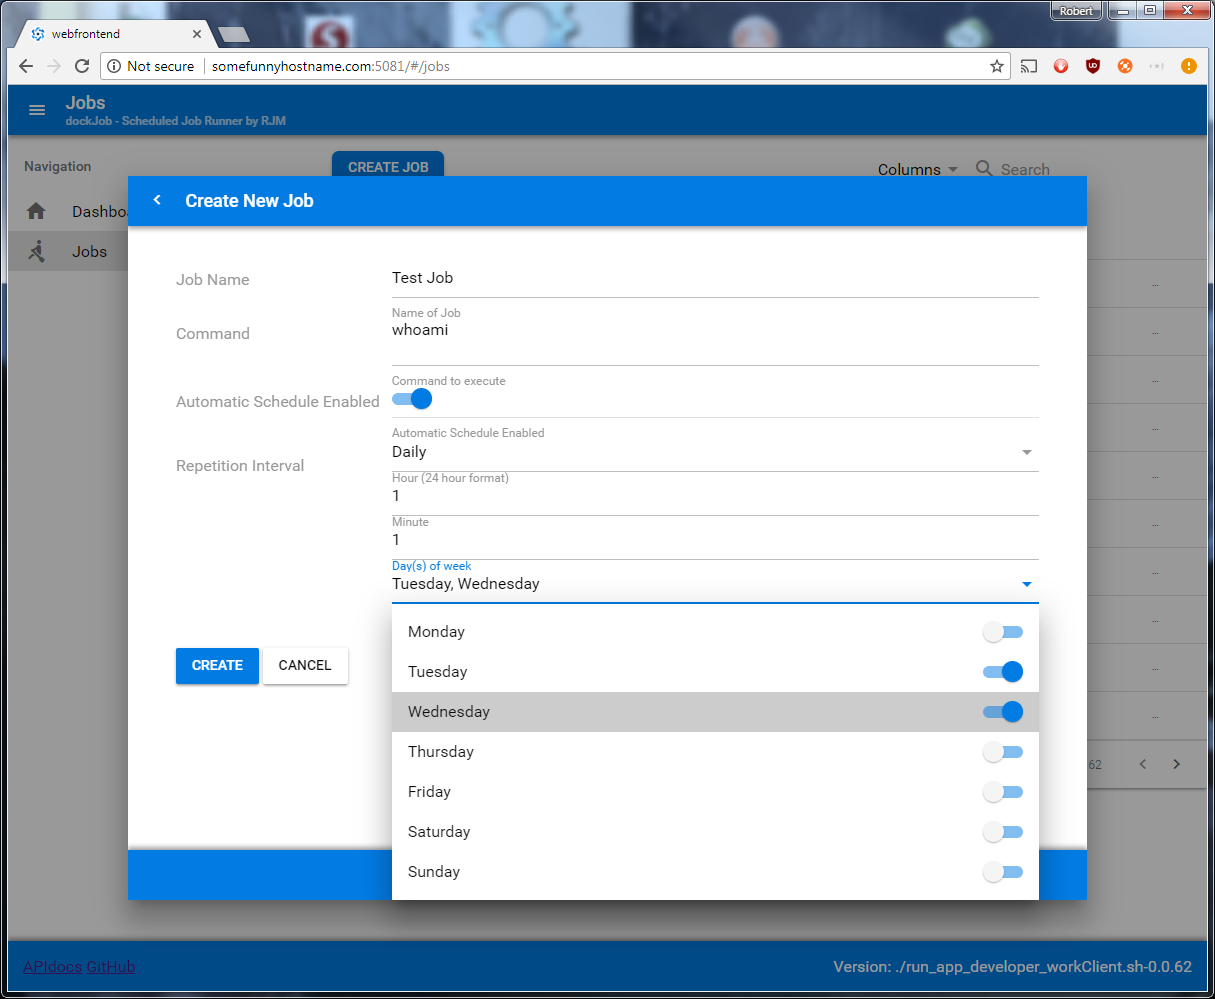 Robert
webfrontend
Not secure
somefunnyhostname.com:5081/#/jobs
Jobs
dockJob - Scheduled Job Runner by RJM
Navigation
CREATE JOB
Columns
Search
Create New Job
Dashbo
Jobs
Job Name
Test Job
Name of Job
Command
whoami
Command to execute
Automatic Schedule Enabled
Automatic Schedule Enabled
Repetition Interval
Daily
Hour (24 hour format)
1
Minute
1
Day(s) of week
Tuesday, Wednesday
Monday
CREATE
CANCEL
Tuesday
Wednesday
Thursday
Friday
62
Saturday
Sunday
APIdocs GitHub
Version: ./run_app_developer_workClient.sh-0.0.62